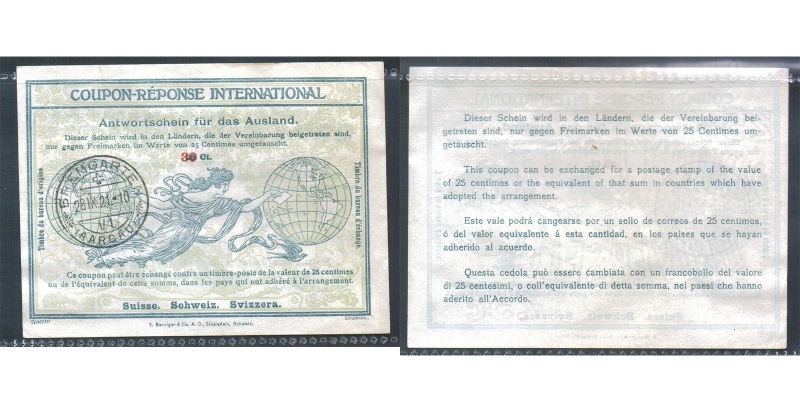 COUPON-RÉPONSE INTERNATIONAL
Antwortschein für das Ausland.
Dieser Schein wird in den Ländern, die der Vereinbarung beigetreten sind,
nur gegen Freimarken im Werte von 25 Centimes umgetauscht.
30 Ct.
Timbre du bureau d'origine.
BREMGARTEN
(AARGAU)
Timbre du bureau d'échange.
Ce coupon peut être échangé contre un timbre-poste de la valeur de 25 centimes
ou de l'équivalent de cette somme, dans les pays qui ont adhéré à l'arrangement.
Suisse. Schweiz. Svizzera.
V. Benziger & Co. A. G., Einsiedeln, Schweiz.
Dieser Schein wird in den Ländern, die der Vereinbarung bei-
getreten sind, nur gegen Freimarken im Werte von 25 Centimes um-
getauscht.
This coupon can be exchanged for a postage stamp of the value
of 25 centimes or the equivalent of that sum in countries which have
adopted the arrangement.
Este vale podrá cangearse por un sello de correos de 25 centimos,
ó del valor equivalente á esta cantidad, en los paises que se hayan
adherido al acuerdo.
Questa cedola può essere cambiata con un francobollo del valore
di 25 centesimi, o coll'equivalente di detta somma, nei paesi che hanno
aderito all'Accordo.